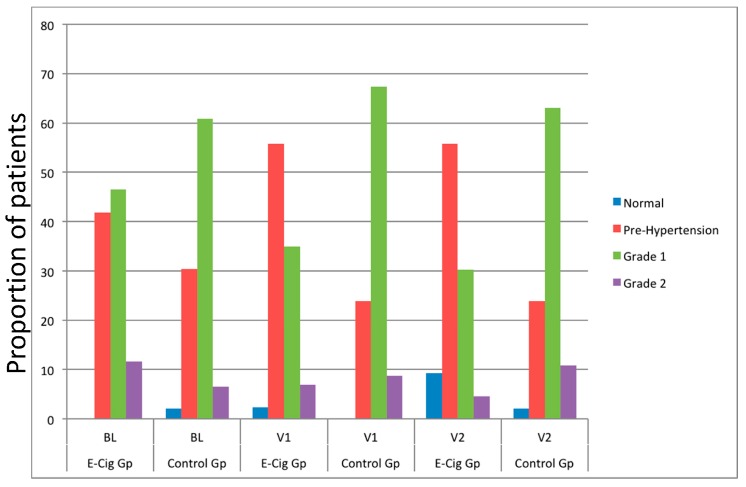 80
70
60
50
40
30
20
10
0
Proportion of patients
BL BL V1 V1 V2 V2
E-Cig Gp Control Gp E-Cig Gp Control Gp E-Cig Gp Control Gp
Normal
Pre-Hypertension
Grade 1
Grade 2